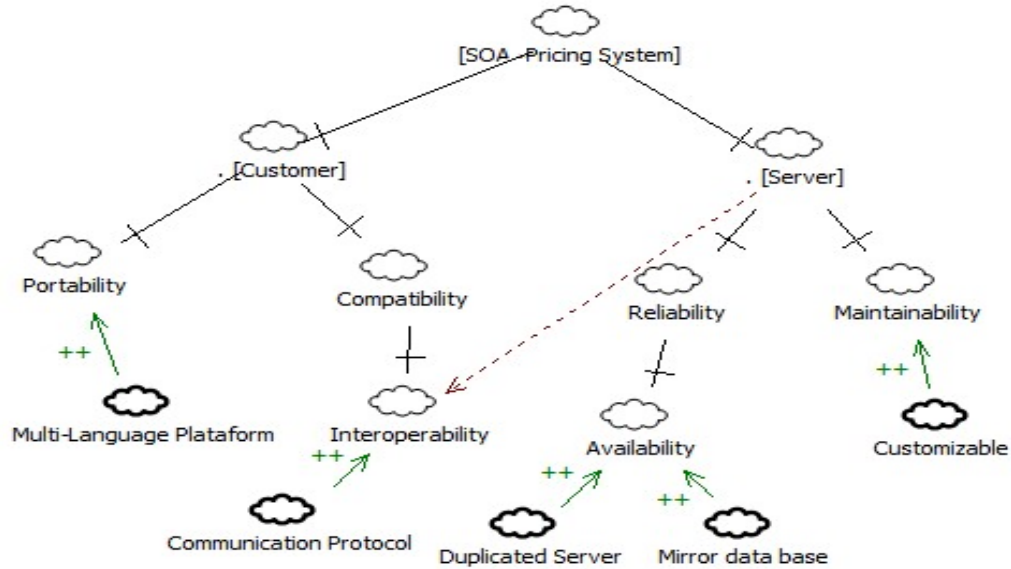 [SOA -Pricing System]
. [Customer]
. [Server]
Portability
Compatibility
Reliability
Maintainability
++
++
Multi-Language Plataform
Interoperability
Availability
Customizable
++
++
++
Communication Protocol
Duplicated Server
Mirror data base